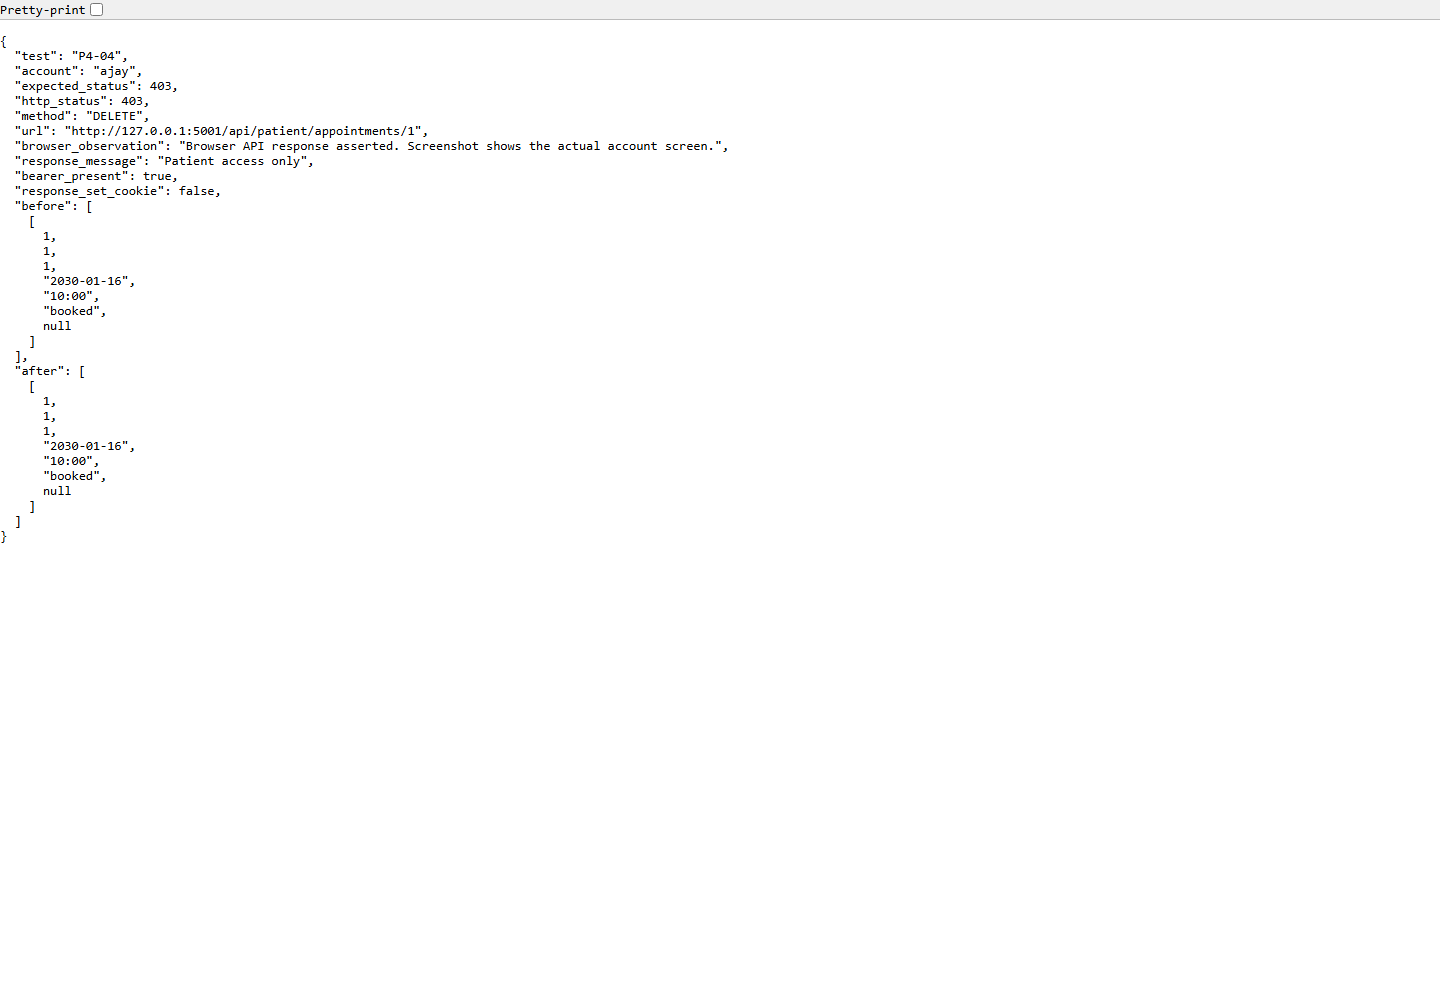 Pretty-print
{
  "test": "P4-04",
  "account": "ajay",
  "expected_status": 403,
  "http_status": 403,
  "method": "DELETE",
  "url": "http://127.0.0.1:5001/api/patient/appointments/1",
  "browser_observation": "Browser API response asserted. Screenshot shows the actual account screen.",
  "response_message": "Patient access only",
  "bearer_present": true,
  "response_set_cookie": false,
  "before": [
    [
      1,
      1,
      1,
      "2030-01-16",
      "10:00",
      "booked",
      null
    ]
  ],
  "after": [
    [
      1,
      1,
      1,
      "2030-01-16",
      "10:00",
      "booked",
      null
    ]
  ]
}